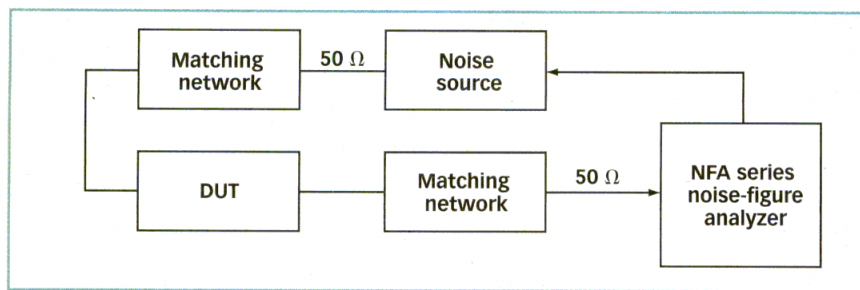 Matching
network
50 Ω
Noise
source
DUT
Matching
network
50 Ω
NFA series
noise-figure
analyzer